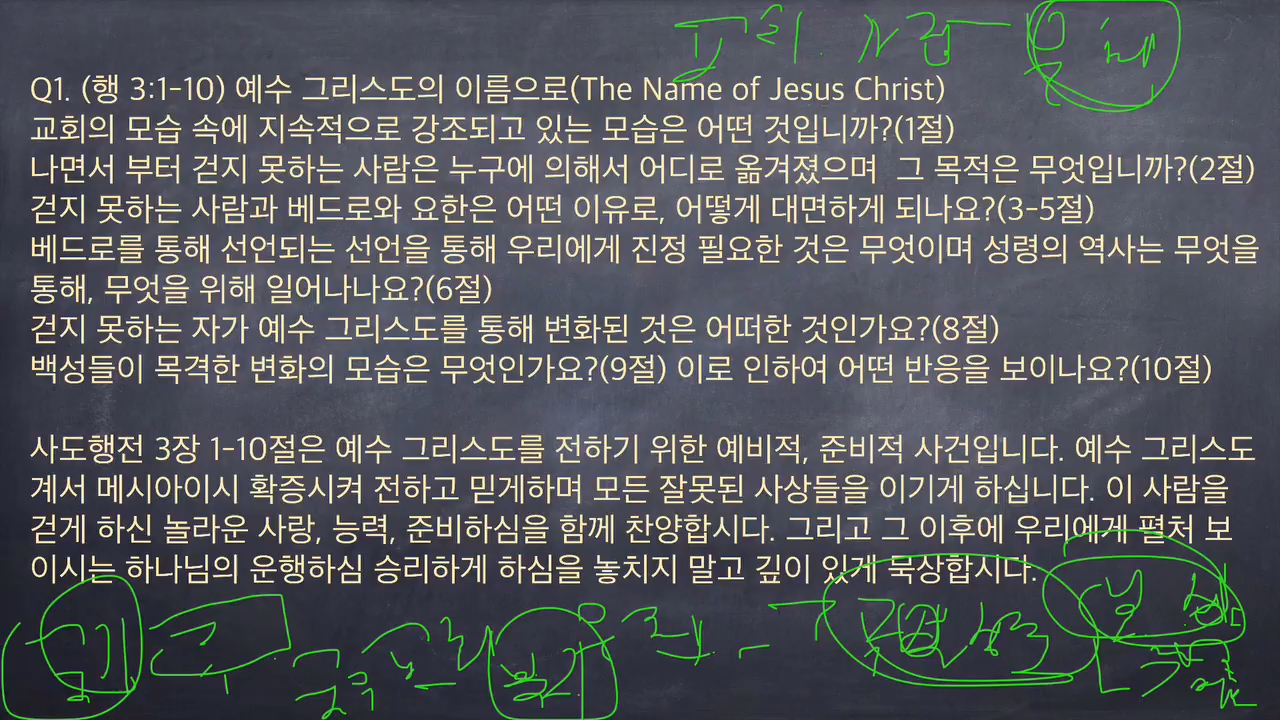 Q1. (행 3:1-10) 예수 그리스도의 이름으로(The Name of Jesus Christ)
교회의 모습 속에 지속적으로 강조되고 있는 모습은 어떤 것입니까?(1절)
나면서 부터 걷지 못하는 사람은 누구에 의해서 어디로 옮겨졌으며 그 목적은 무엇입니까?(2절)
걷지 못하는 사람과 베드로와 요한은 어떤 이유로, 어떻게 대면하게 되나요?(3-5절)
베드로를 통해 선언되는 선언을 통해 우리에게 진정 필요한 것은 무엇이며 성령의 역사는 무엇을
통해, 무엇을 위해 일어나나요?(6절)
걷지 못하는 자가 예수 그리스도를 통해 변화된 것은 어떠한 것인가요?(8절)
백성들이 목격한 변화의 모습은 무엇인가요?(9절) 이로 인하여 어떤 반응을 보이나요?(10절)
사도행전 3장 1-10절은 예수 그리스도를 전하기 위한 예비적, 준비적 사건입니다. 예수 그리스도
계서 메시아이시 확증시켜 전하고 믿게하며 모든 잘못된 사상들을 이기게 하십니다. 이 사람을
걷게 하신 놀라운 사랑, 능력, 준비하심을 함께 찬양합시다. 그리고 그 이후에 우리에게 펼처 보
이시는 하나님의 운행하심 승리하게 하심을 놓치지 말고 깊이 있게 묵상합시다.